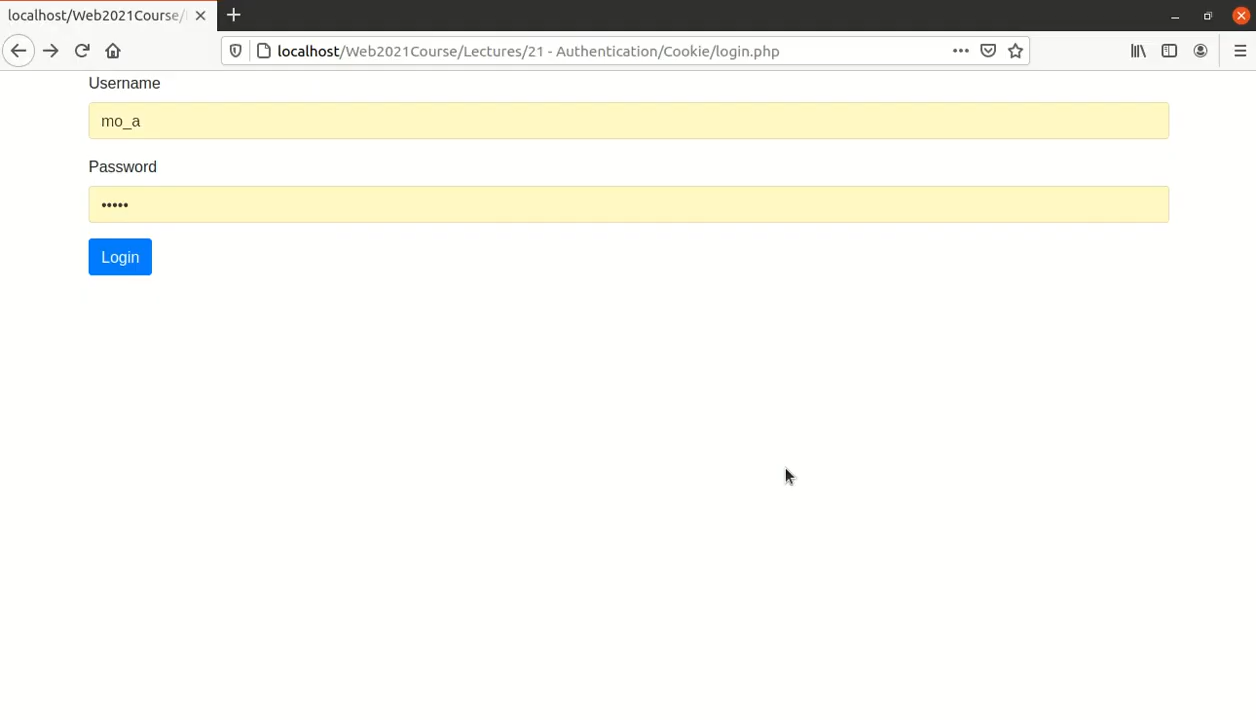 localhost/Web2021Course/
localhost/Web2021Course/Lectures/21 - Authentication/Cookie/login.php
Username
mo_a
Password
•••••
Login